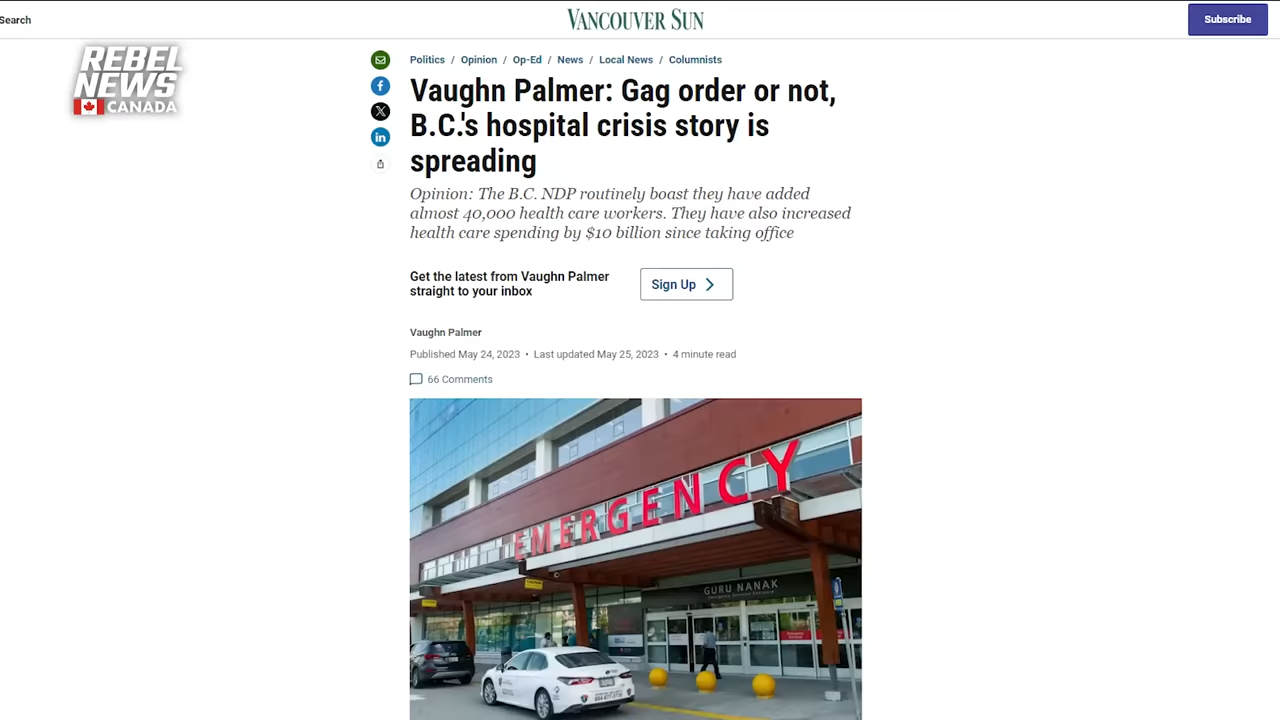 Search
VANCOUVER SUN
Subscribe
REBEL
NEWS
CANADA
Politics / Opinion / Op-Ed / News / Local News / Columnists
Vaughn Palmer: Gag order or not,
B.C.'s hospital crisis story is
spreading
Opinion: The B.C. NDP routinely boast they have added
almost 40,000 health care workers. They have also increased
health care spending by $10 billion since taking office
Get the latest from Vaughn Palmer
straight to your inbox
Sign Up
Vaughn Palmer
Published May 24, 2023 • Last updated May 25, 2023 • 4 minute read
66 Comments
EMERGENCY
GURU NANAK